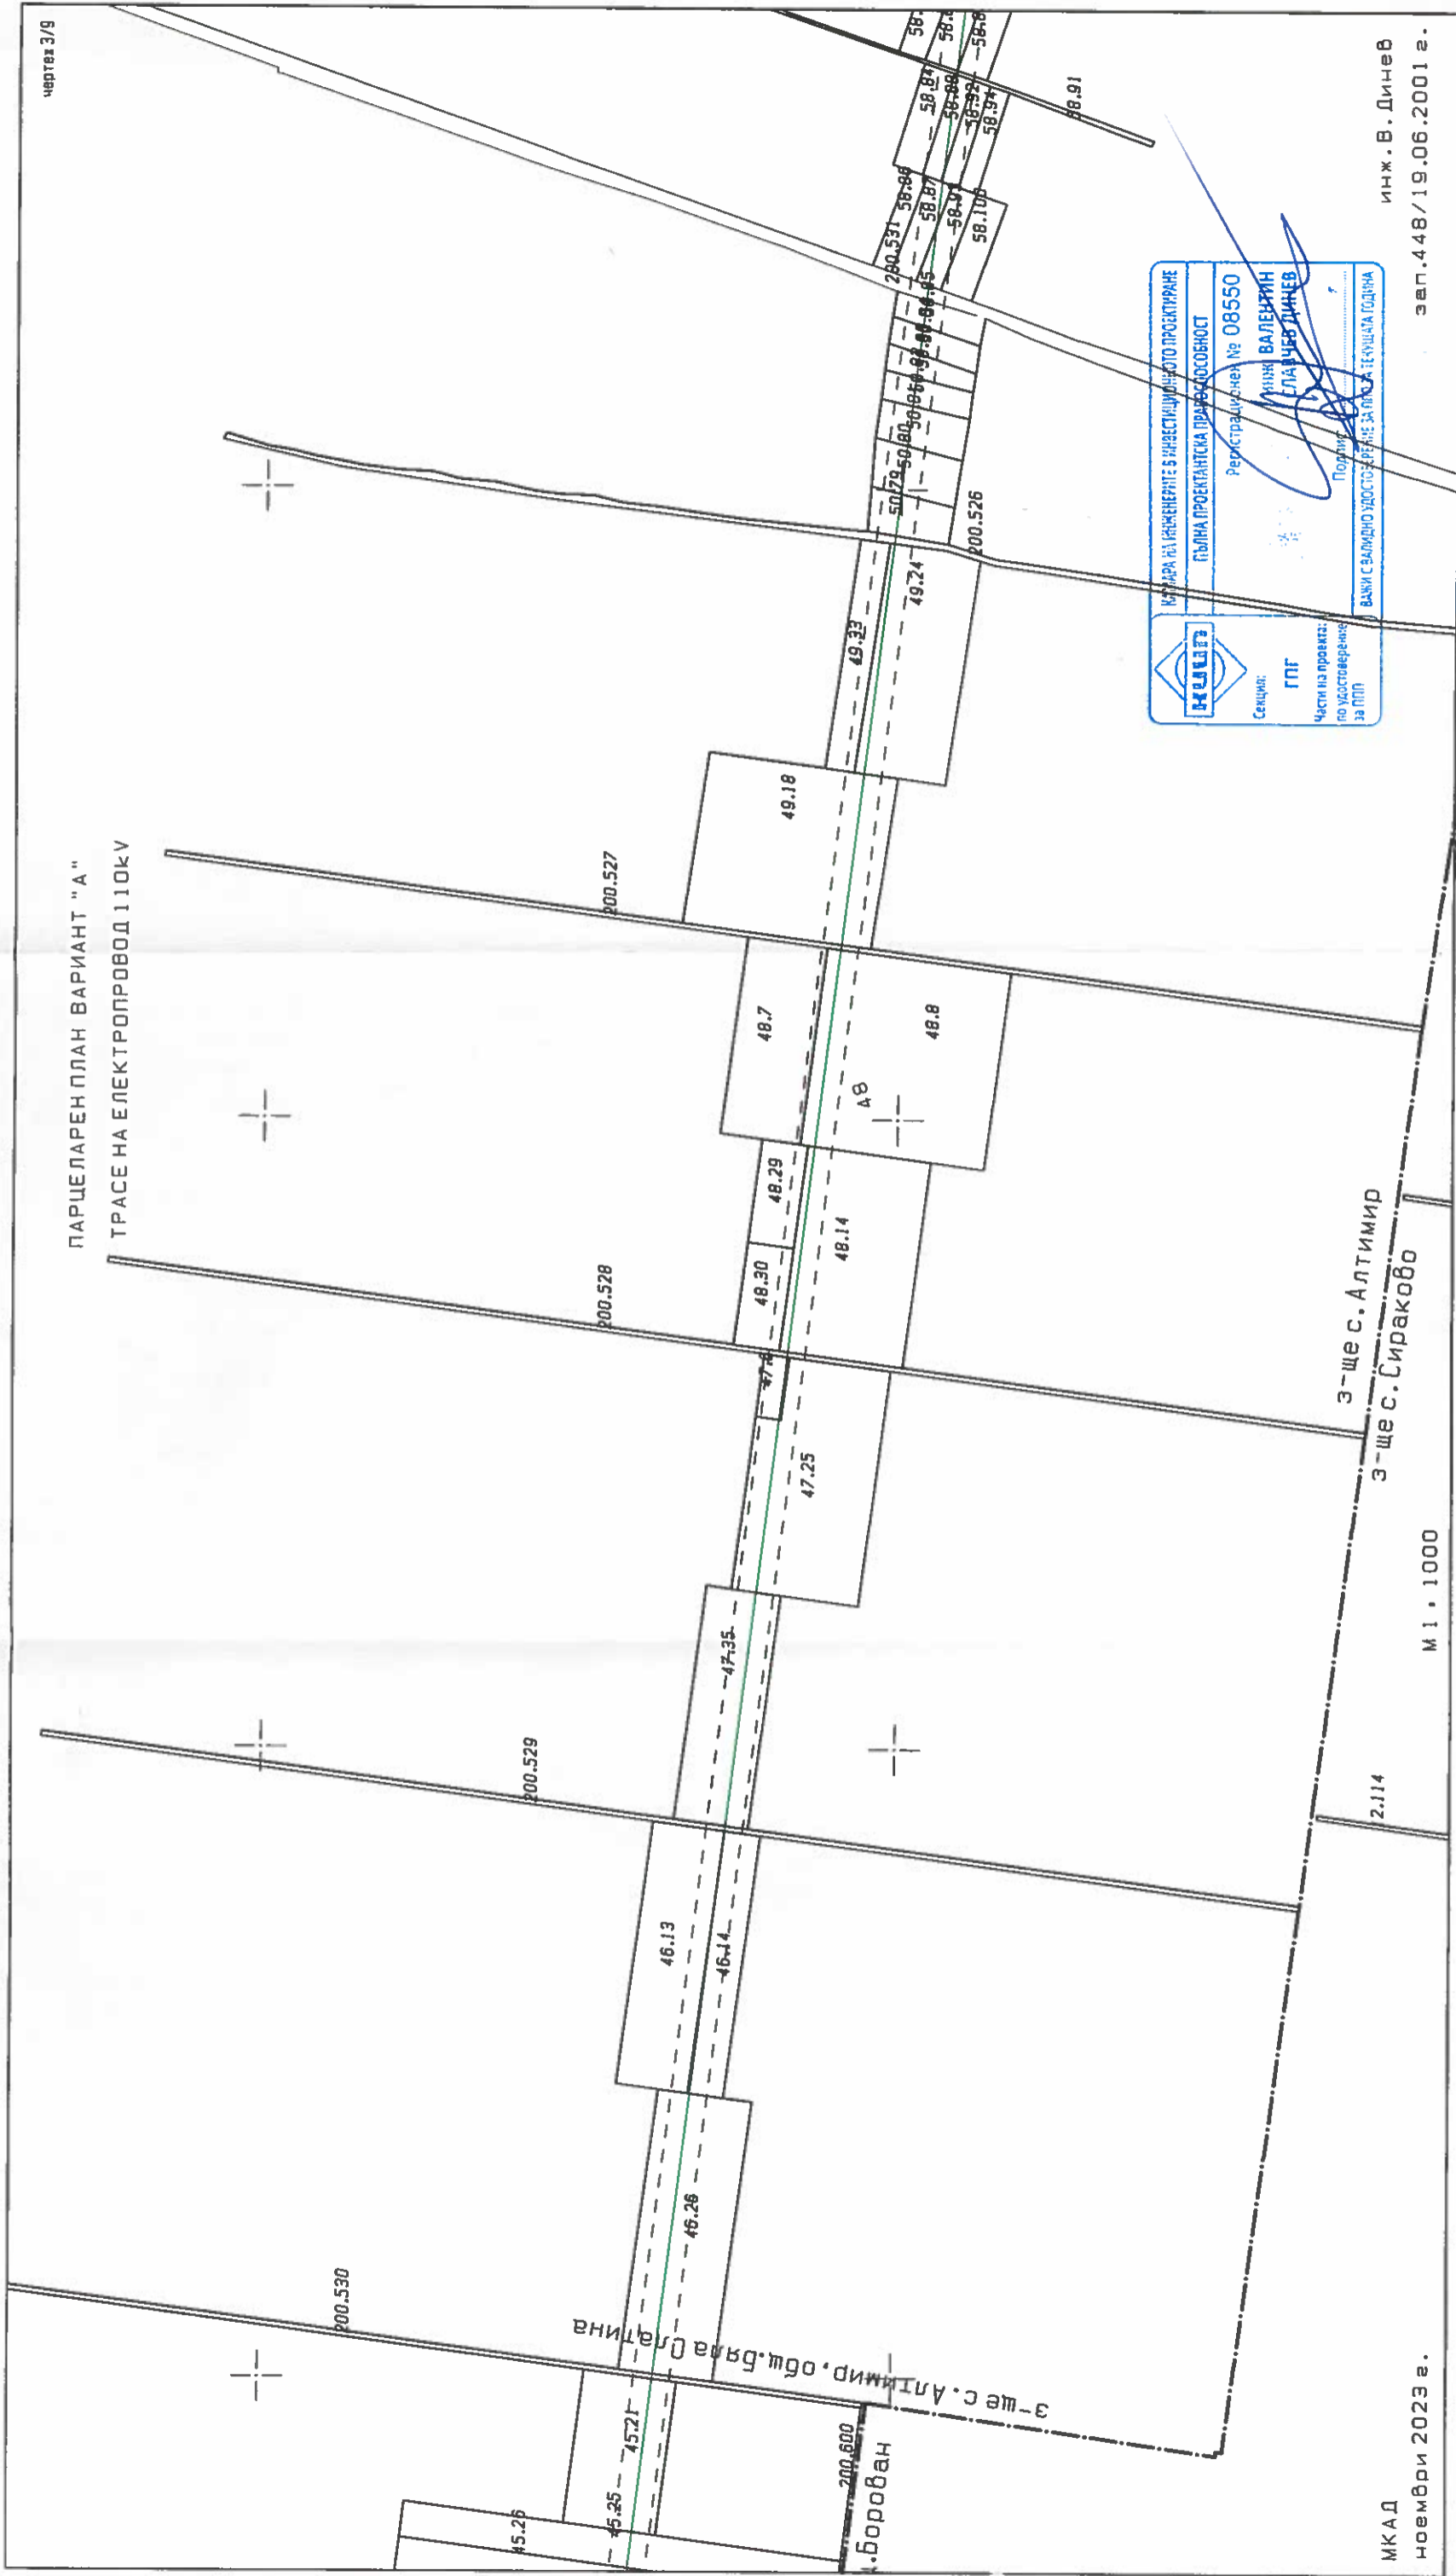 чертеж 3/9
ПАРЦЕЛАРЕН ПЛАН ВАРИАНТ "А"
ТРАСЕ НА ЕЛЕКТРОПРОВОД 110kV
200.530
200.529
200.528
200.527
200.531
200.526
45.26
45.25
45.21
200.600
46.26
46.13
46.14
47.35
47.25
48.30
48.29
48.14
48.7
48.8
А8
49.18
49.33
49.24
50.79
50.80
58.86
58.87
58.100
58.84
58.88
58.92
58.94
58.91
2.114
з-ще с. Алтимир, общ. Бяла Слатина
.Борован
з-ще с. Алтимир
з-ще с. Сираково
КАМАРА НА ИНЖЕНЕРИТЕ В ИНВЕСТИЦИОННОТО ПРОЕКТИРАНЕ
ПЪЛНА ПРОЕКТАНТСКА ПРАВОСПОСОБНОСТ
Регистрационен № 08550
Секция:
ГПГ
инж. ВАЛЕНТИН
СЛАВЧЕВ ДИНЕВ
Части на проекта:
по удостоверение
за ППП
Подпис
ВАЖИ С ВАЛИДНО УДОСТОВЕРЕНИЕ ЗА ППП ЗА ТЕКУЩАТА ГОДИНА
МКАД
ноември 2023 г.
М 1 : 1000
инж. В. Динев
зап.448/19.06.2001 г.